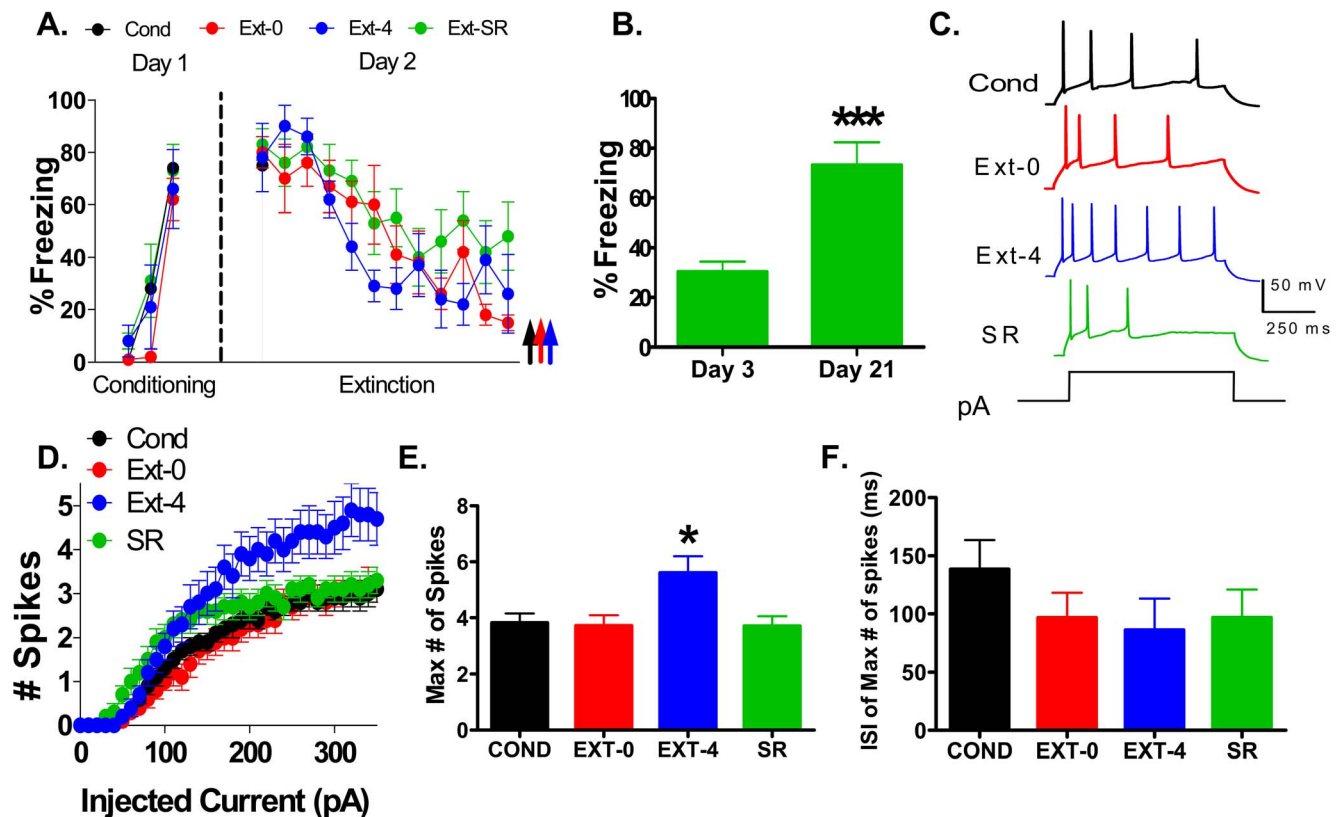 A. Cond Ext-0 Ext-4 Ext-SR
Day 1 Day 2
% Freezing
100
80
60
40
20
0
Conditioning Extinction
B.
***
% Freezing
100
80
60
40
20
0
Day 3 Day 21
C.
Cond
Ext-0
Ext-4
SR
50 mV
250 ms
pA
D.
Cond
Ext-0
Ext-4
SR
# Spikes
5
4
3
2
1
0
0 100 200 300
Injected Current (pA)
E.
*
Max # of Spikes
8
6
4
2
0
COND EXT-0 EXT-4 SR
F.
ISI of Max # of spikes (ms)
200
150
100
50
0
COND EXT-0 EXT-4 SR